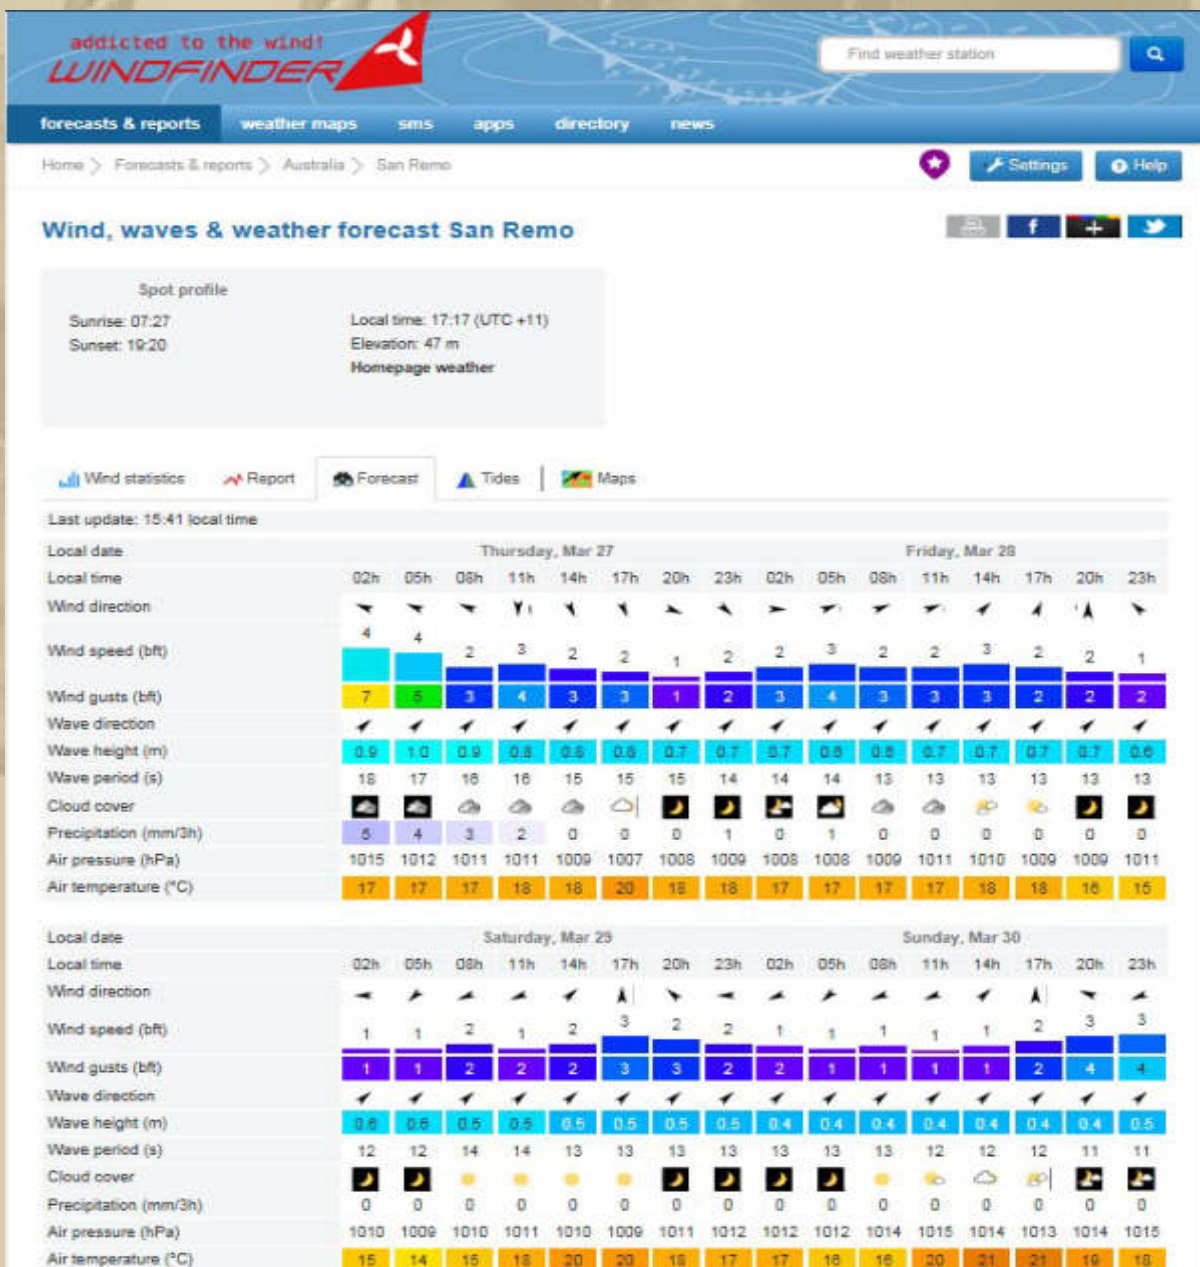 addicted to the wind!
WINDFINDER
Find weather station
forecasts & reports weather maps sms apps directory news
Home > Forecasts & reports > Australia > San Remo
Settings
Help
Wind, waves & weather forecast San Remo
Spot profile
Sunrise: 07:27
Sunset: 19:20
Local time: 17:17 (UTC +11)
Elevation: 47 m
Homepage weather
Wind statistics Report Forecast Tides Maps
Last update: 15:41 local time
Local date Thursday, Mar 27 Friday, Mar 28
Local time 02h 05h 08h 11h 14h 17h 20h 23h 02h 05h 08h 11h 14h 17h 20h 23h
Wind direction
Wind speed (bft) 4 4 2 3 2 2 1 2 2 3 2 2 3 2 2 1
Wind gusts (bft) 7 5 3 4 3 3 1 2 3 4 3 3 3 2 2 2
Wave direction
Wave height (m) 0.9 1.0 0.9 0.8 0.8 0.8 0.7 0.7 0.7 0.7 0.7 0.7 0.7 0.6
Wave period (s) 18 17 16 16 15 15 15 14 14 14 13 13 13 13 13 13
Cloud cover
Precipitation (mm/3h) 5 4 3 2 0 0 0 1 0 1 0 0 0 0 0 0
Air pressure (hPa) 1015 1012 1011 1011 1009 1007 1008 1009 1008 1008 1009 1011 1010 1009 1009 1011
Air temperature (°C) 17 17 17 18 18 20 18 18 17 17 17 17 18 18 16 15
Local date Saturday, Mar 29 Sunday, Mar 30
Local time 02h 05h 08h 11h 14h 17h 20h 23h 02h 05h 08h 11h 14h 17h 20h 23h
Wind direction
Wind speed (bft) 1 1 2 1 2 3 2 2 1 1 1 1 1 2 3 3
Wind gusts (bft) 1 1 2 2 2 3 3 2 2 1 1 1 1 2 4 4
Wave direction
Wave height (m) 0.6 0.6 0.5 0.5 0.5 0.5 0.5 0.5 0.4 0.4 0.4 0.4 0.4 0.4 0.4 0.5
Wave period (s) 12 12 14 14 13 13 13 13 13 13 13 12 12 12 11 11
Cloud cover
Precipitation (mm/3h) 0 0 0 0 0 0 0 0 0 0 0 0 0 0 0 0
Air pressure (hPa) 1010 1009 1010 1011 1010 1009 1011 1012 1012 1012 1014 1015 1014 1013 1014 1015
Air temperature (°C) 15 14 15 18 20 20 18 17 17 16 16 20 21 21 19 18